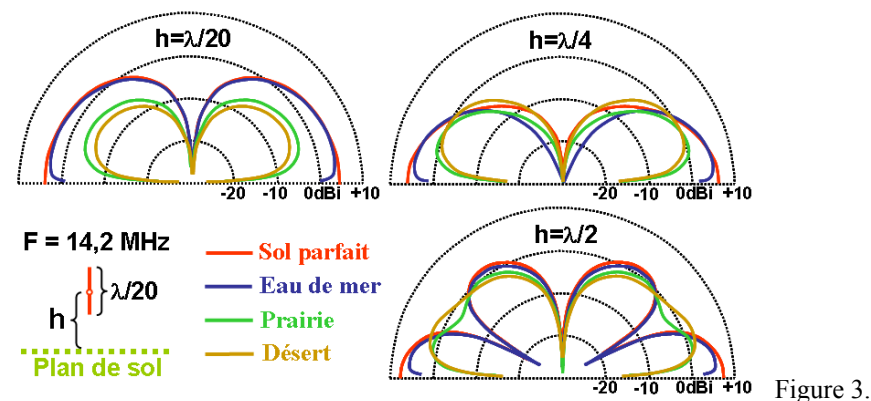 h=λ/20
h=λ/4
-20 -10 0dBi +10
-20 -10 0dBi +10
F = 14,2 MHz
λ/20
h
Plan de sol
Sol parfait
Eau de mer
Prairie
Désert
h=λ/2
-20 -10 0dBi +10
Figure 3.